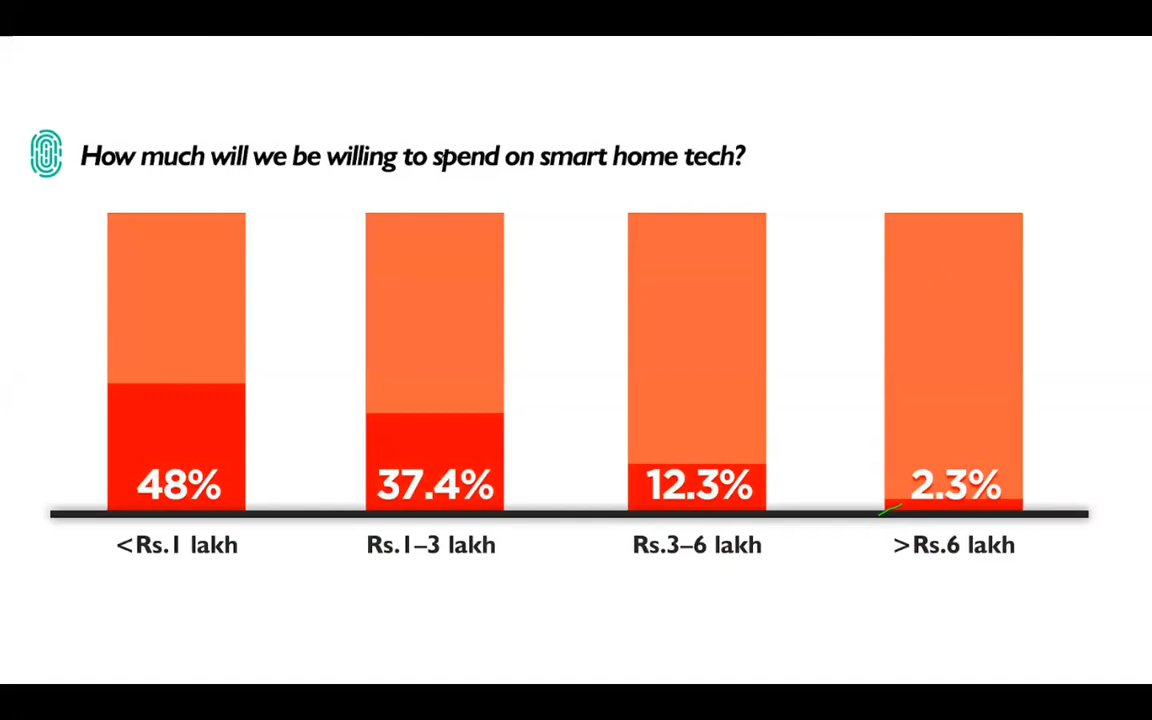 How much will we be willing to spend on smart home tech?
48% 37.4% 12.3% 2.3%
<Rs.1 lakh Rs.1–3 lakh Rs.3–6 lakh >Rs.6 lakh